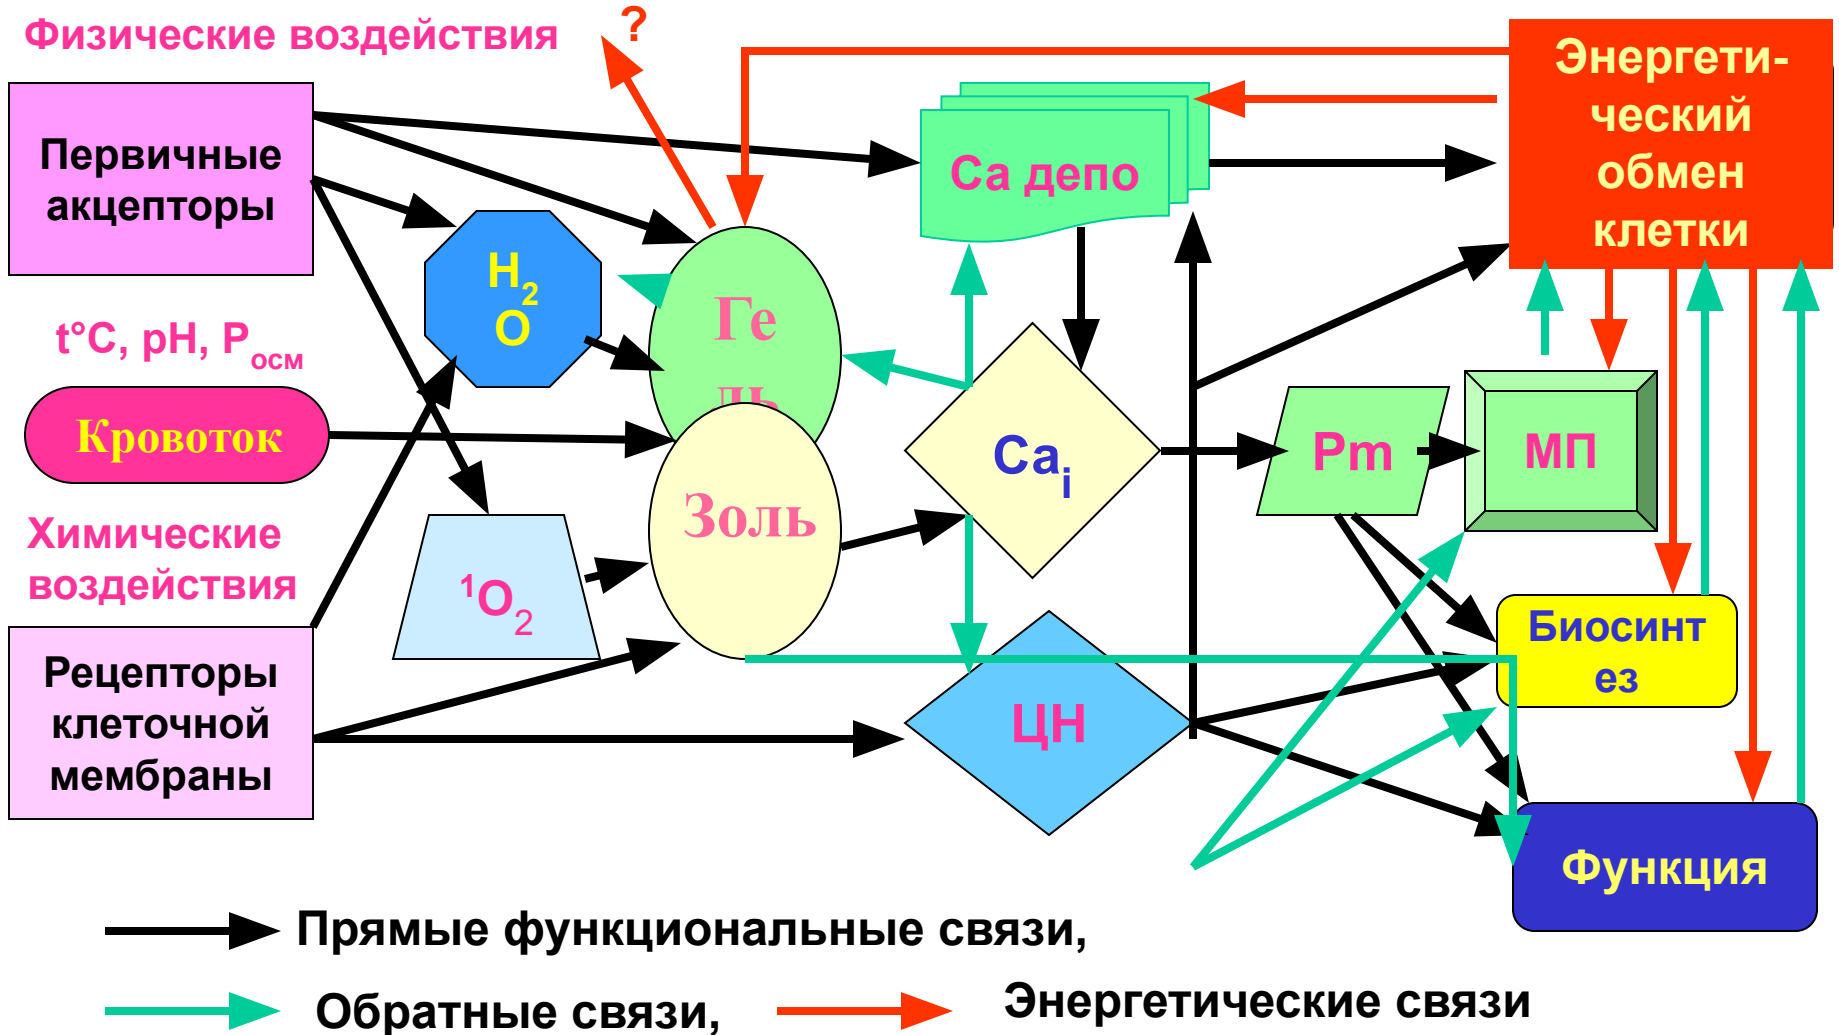 Физические воздействия
?
Первичные
акцепторы
H2
O
Ге
ль
Са депо
Энергети-
ческий
обмен
клетки
t°C, pH, Pосм
Кровоток
Золь
Caі
Pm
МП
Химические
воздействия
1O2
Рецепторы
клеточной
мембраны
ЦН
Биосинт
ез
Функция
Прямые функциональные связи,
Обратные связи,
Энергетические связи